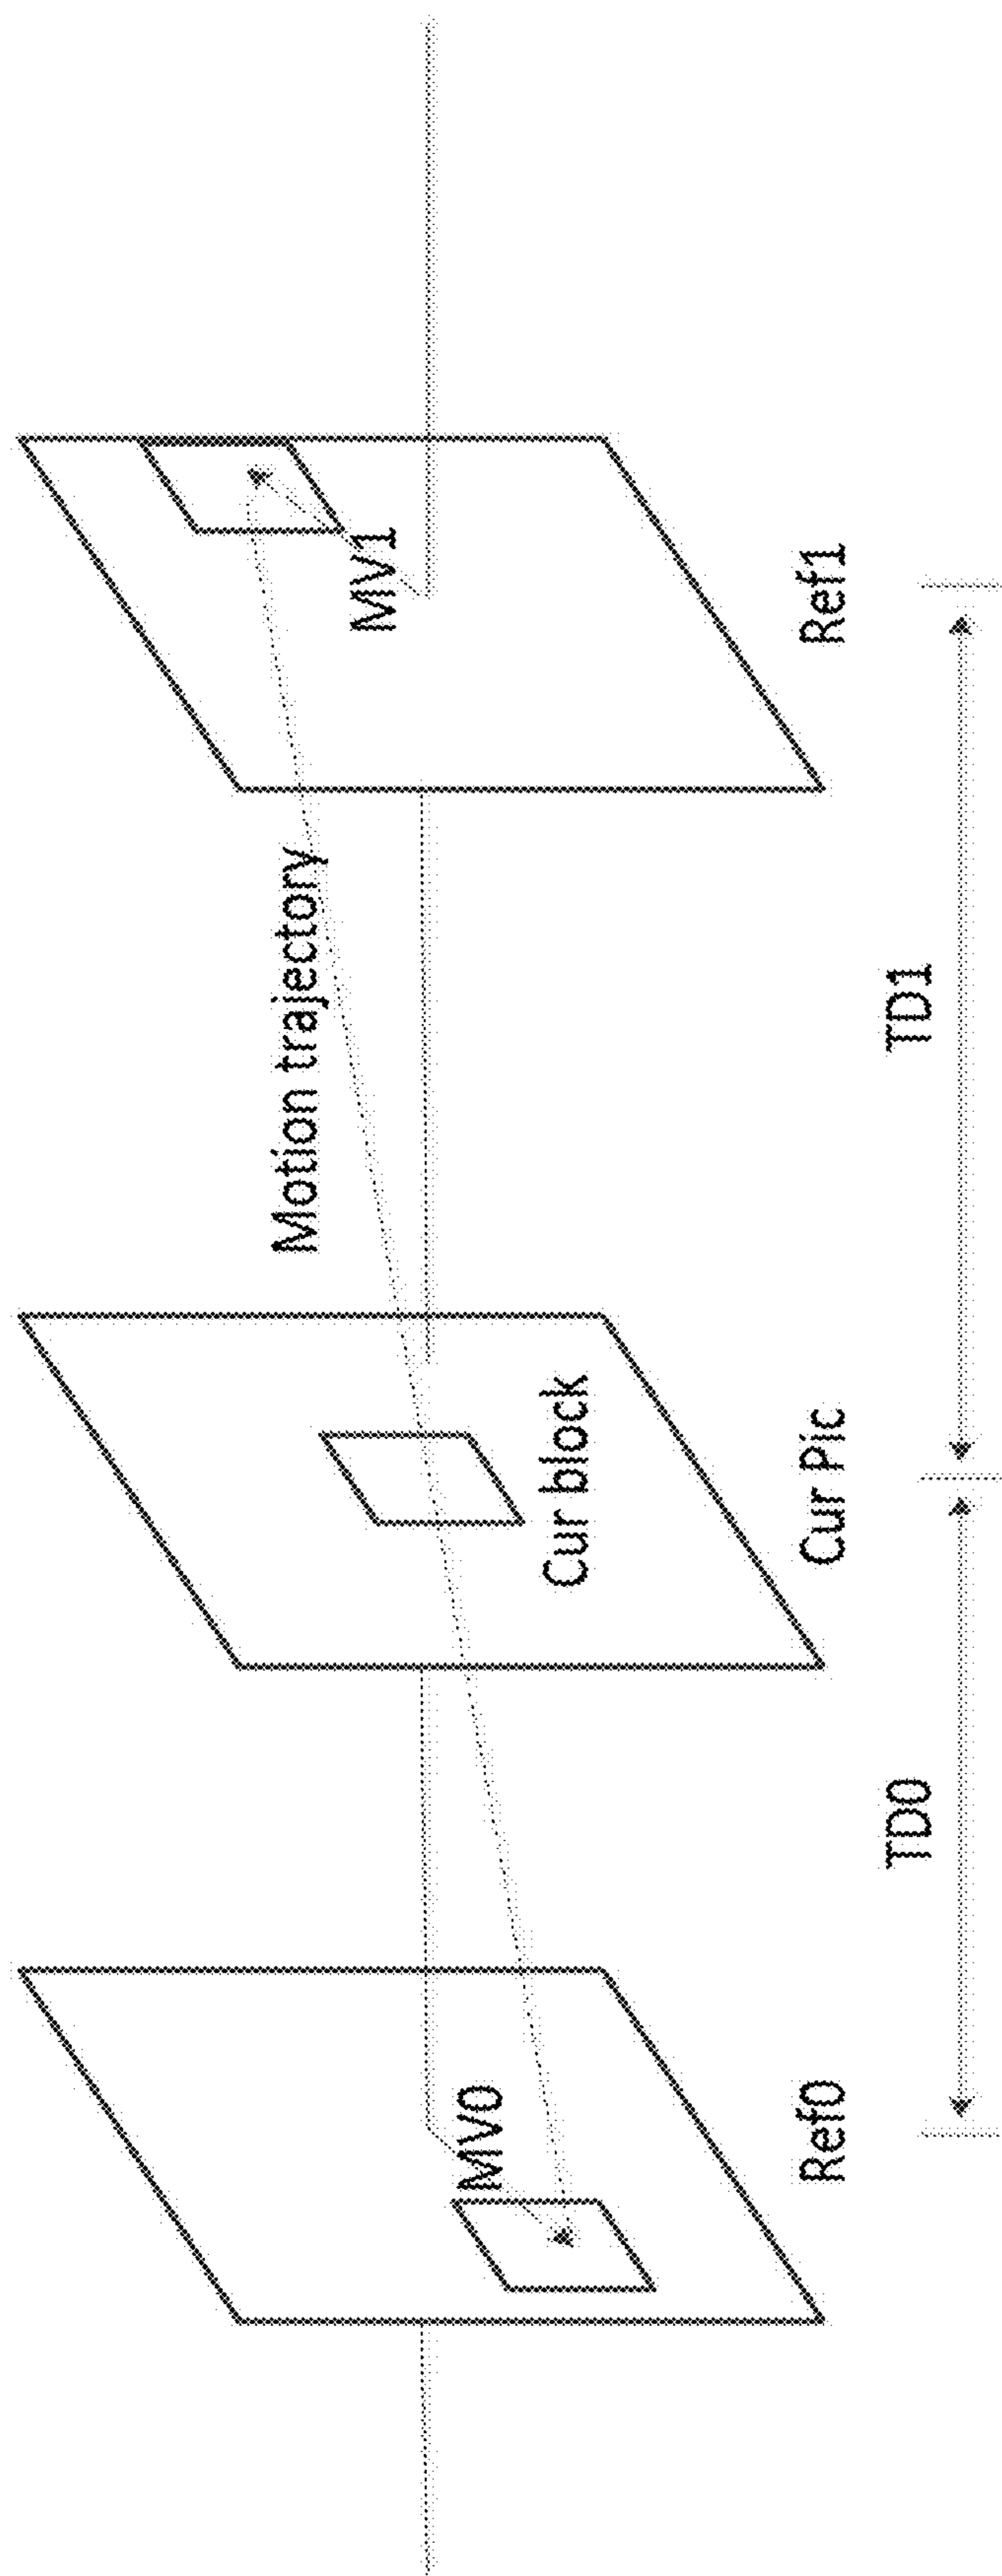 Motion trajectory
MV0
MV1
Cur block
Ref0
Cur Pic
Ref1
TD0
TD1